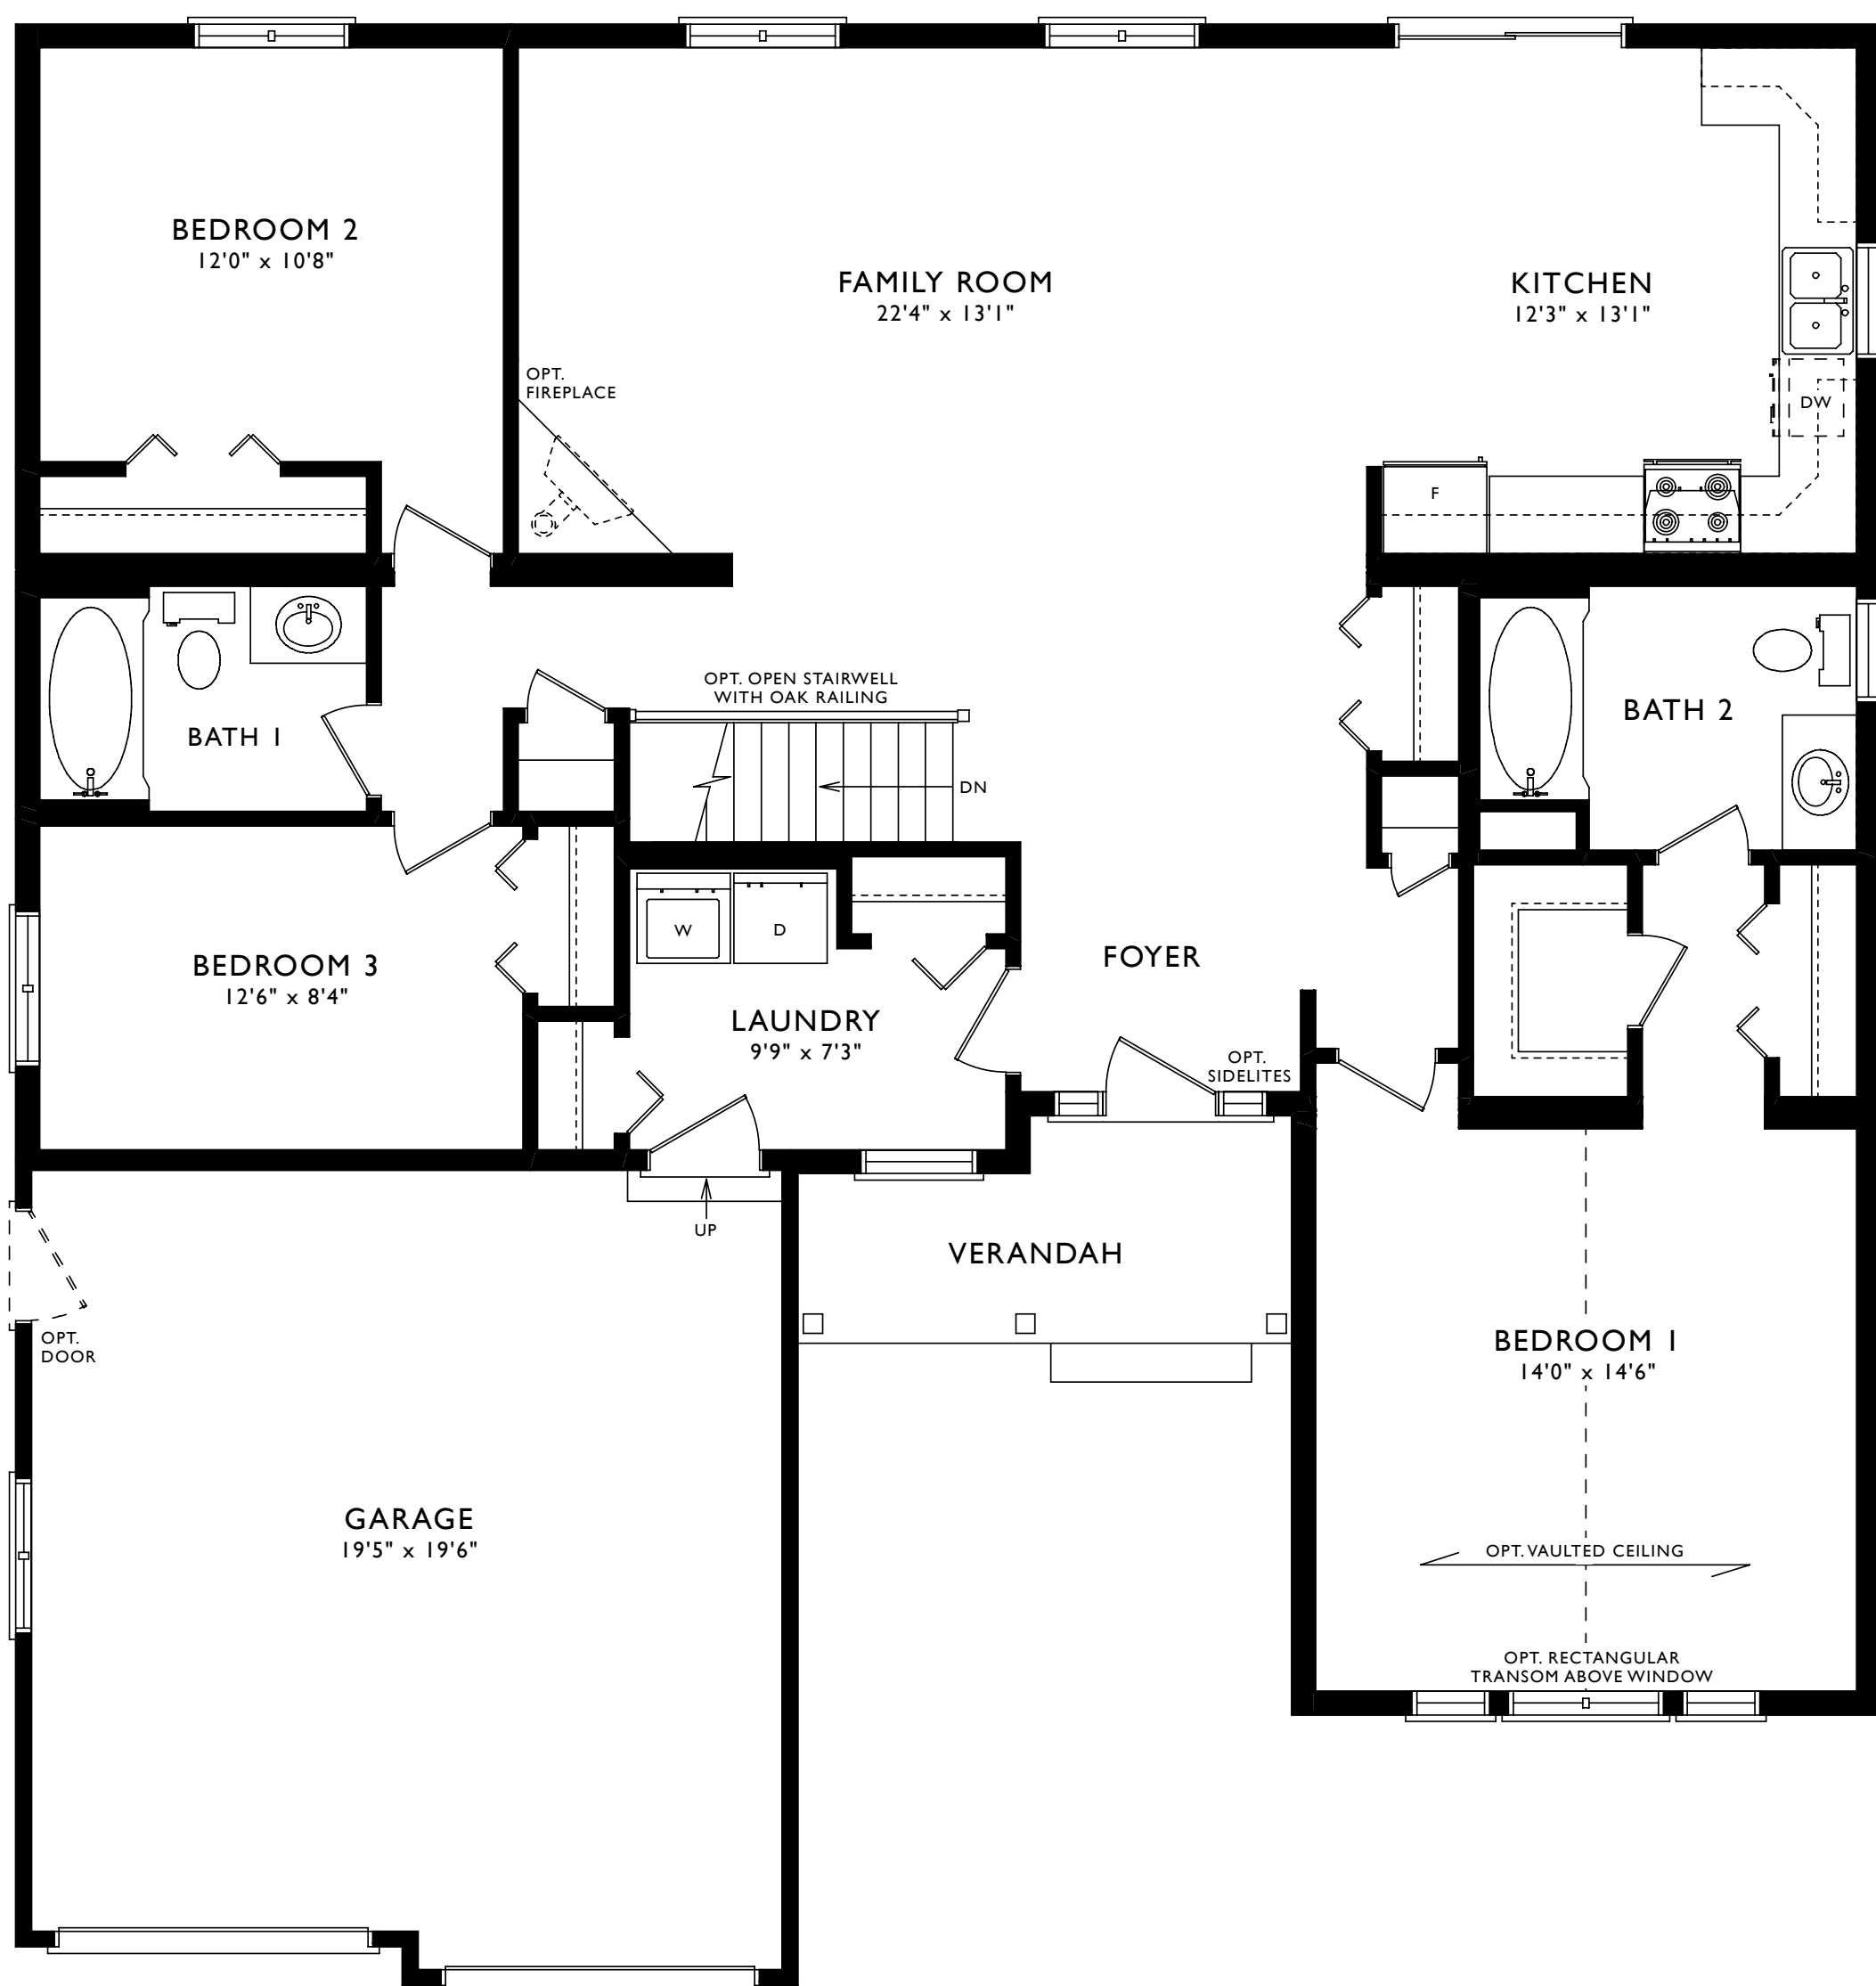 BEDROOM 2
12'0" x 10'8"
FAMILY ROOM
22'4" x 13'1"
KITCHEN
12'3" x 13'1"
OPT.
FIREPLACE
DW
F
OPT. OPEN STAIRWELL
WITH OAK RAILING
BATH 1
BATH 2
DN
W
D
BEDROOM 3
12'6" x 8'4"
FOYER
LAUNDRY
9'9" x 7'3"
OPT.
SIDELITES
UP
VERANDAH
OPT.
DOOR
BEDROOM 1
14'0" x 14'6"
GARAGE
19'5" x 19'6"
OPT. VAULTED CEILING
OPT. RECTANGULAR
TRANSOM ABOVE WINDOW